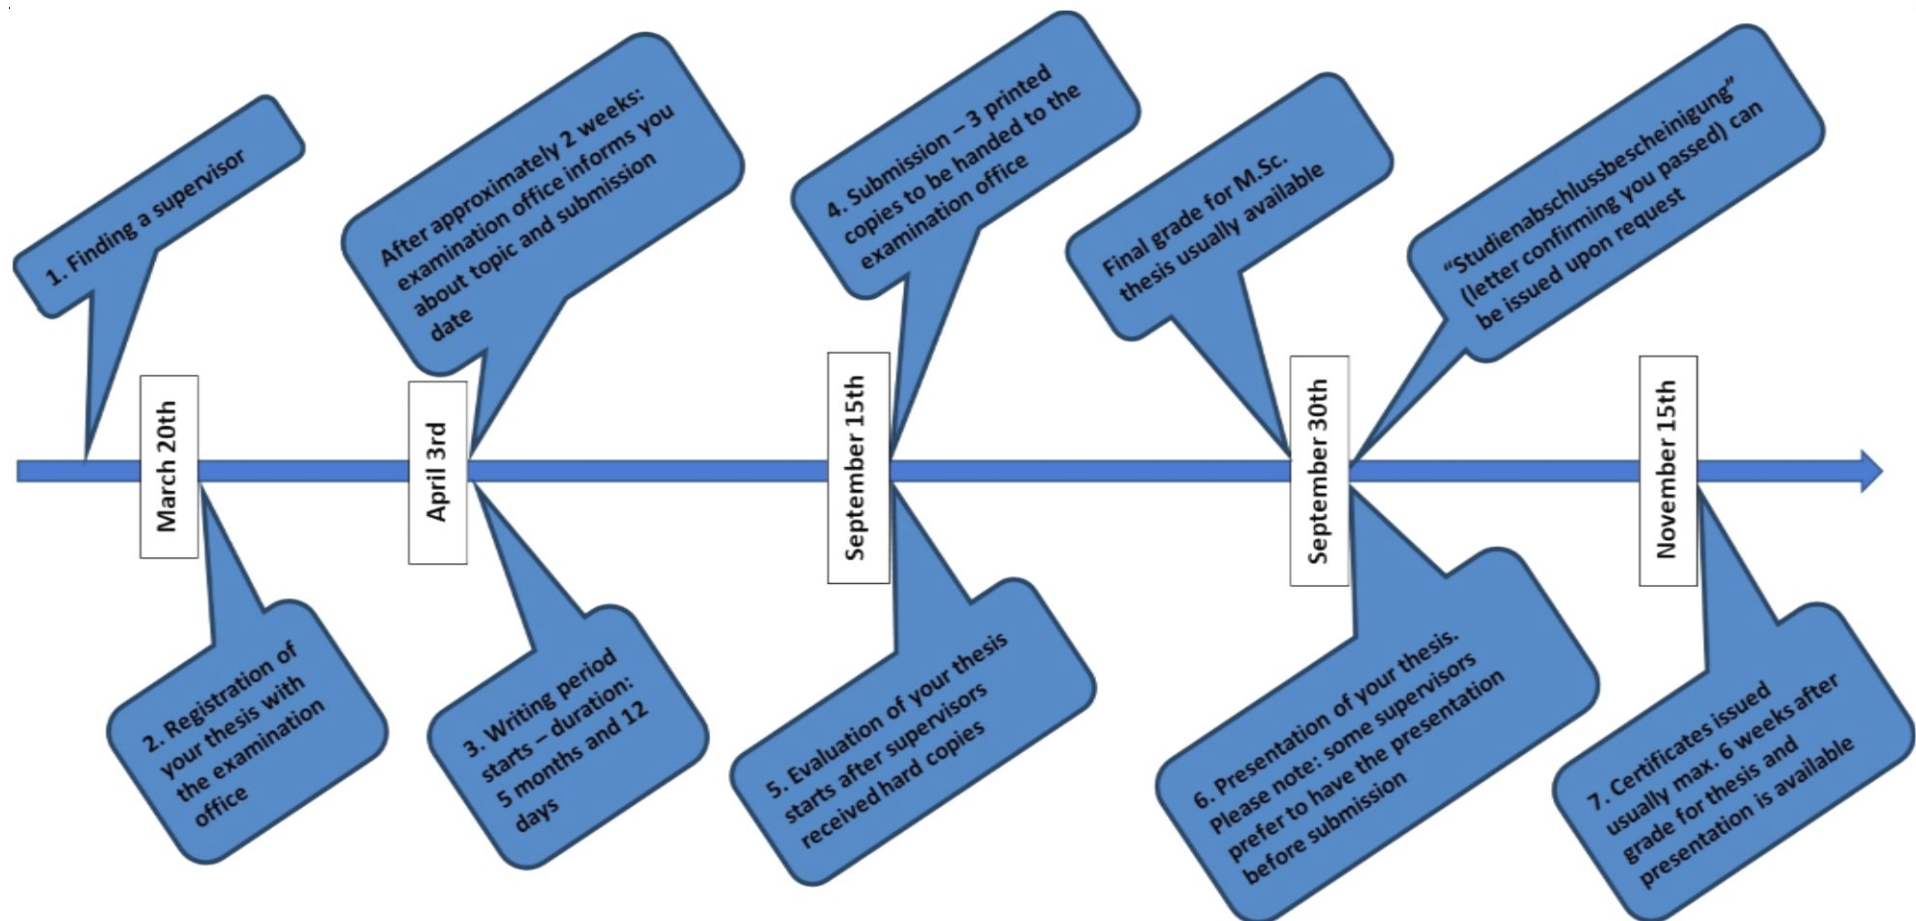 1. Finding a supervisor
After approximately 2 weeks:
examination office informs you
about topic and submission
date
4. Submission – 3 printed
copies to be handed to the
examination office
Final grade for M.Sc.
thesis usually available
“Studienabschlussbescheinigung”
(letter confirming you passed) can
be issued upon request
March 20th
April 3rd
September 15th
September 30th
November 15th
2. Registration of
your thesis with
the examination
office
3. Writing period
starts – duration:
5 months and 12
days
5. Evaluation of your thesis
starts after supervisors
received hard copies
6. Presentation of your thesis.
Please note: some supervisors
prefer to have the presentation
before submission
7. Certificates issued
usually max. 6 weeks after
grade for thesis and
presentation is available